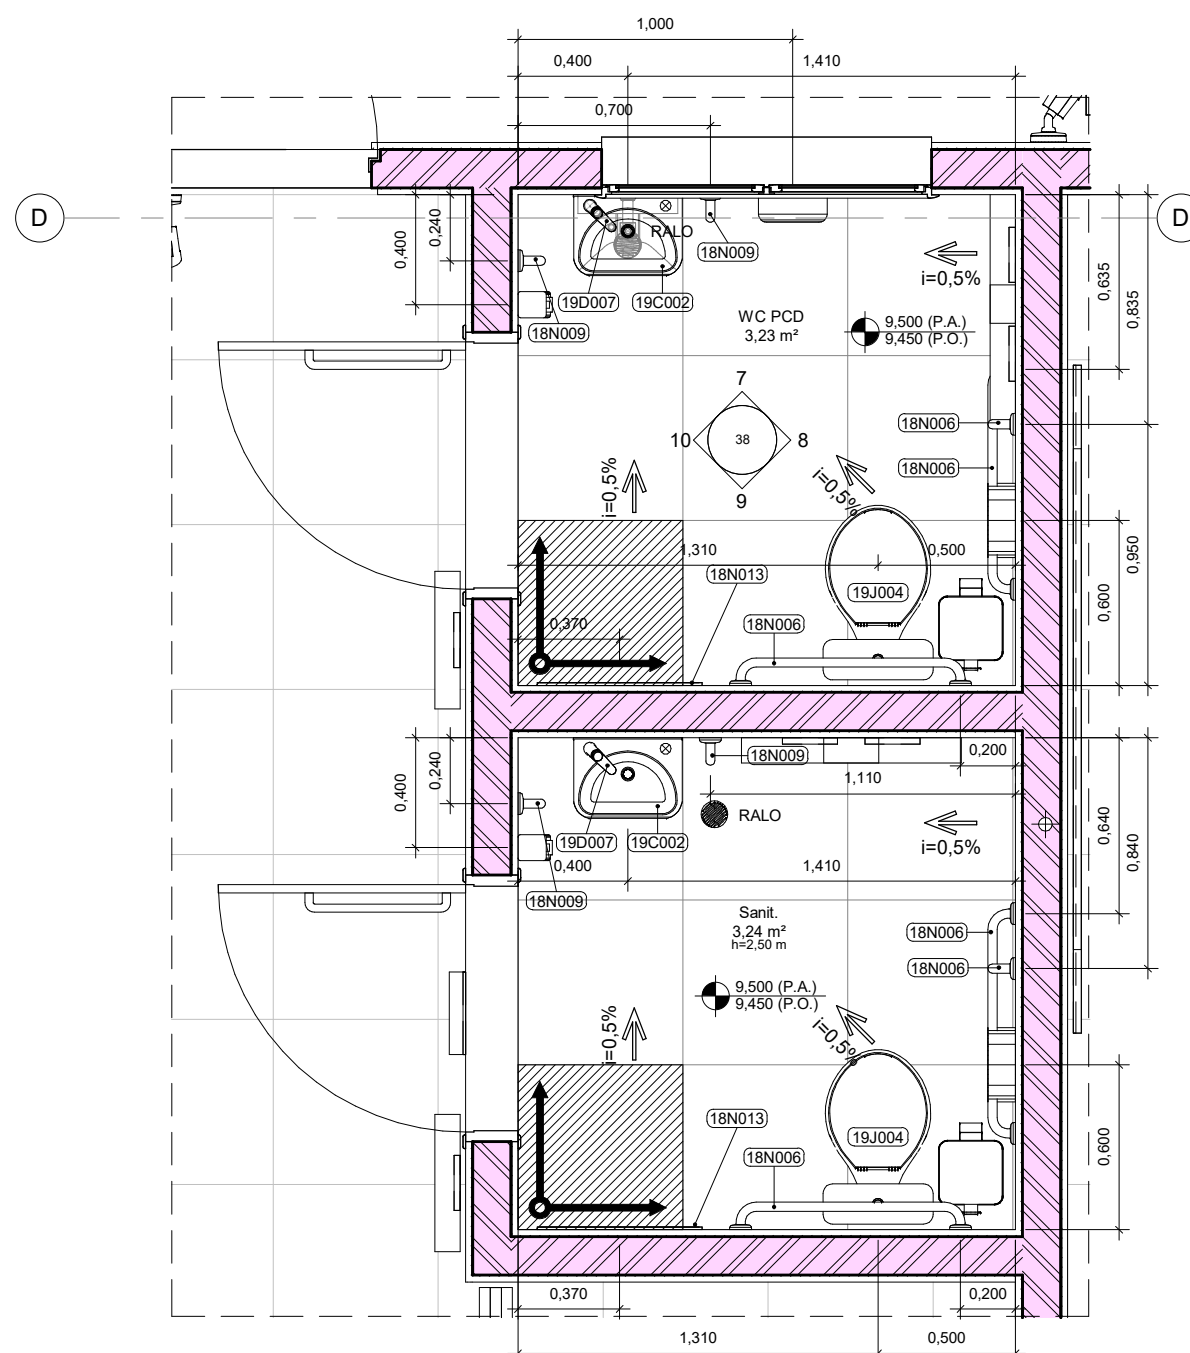 1,000
0,400
1,410
0,700
D
D
0,240
0,400
RALO
18N009
i=0,5%
0,635
0,835
19D007
19C002
18N009
WC PCD
3,23 m²
9,500 (P.A.)
9,450 (P.O.)
7
10
38
8
9
18N006
18N006
i=0,5%
i=0,5%
1,310
0,500
0,950
18N013
19J004
0,600
0,370
18N006
0,240
0,400
18N009
0,200
1,110
RALO
0,640
0,840
19D007
19C002
i=0,5%
0,400
1,410
18N009
Sanit.
3,24 m²
h=2,50 m
18N006
18N006
9,500 (P.A.)
9,450 (P.O.)
i=0,5%
i=0,5%
18N013
19J004
18N006
0,600
0,370
0,200
1,310
0,500